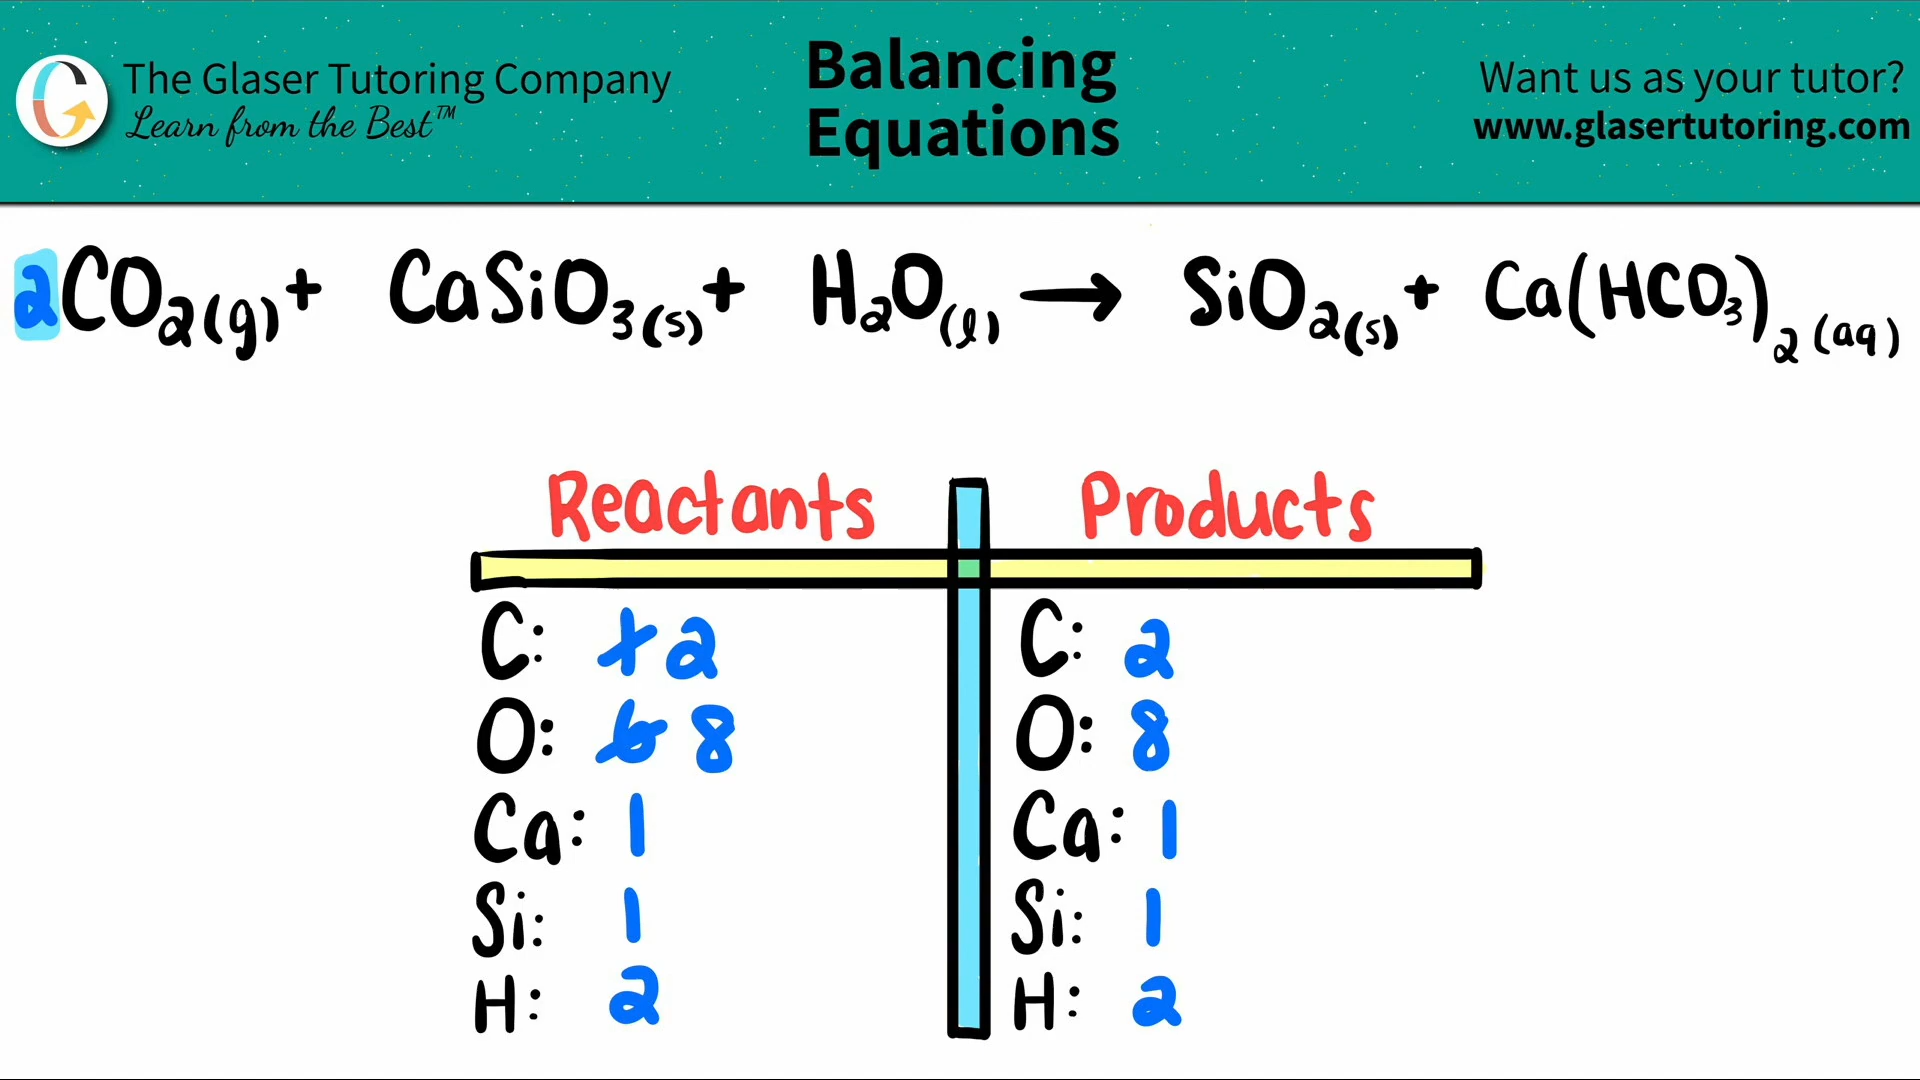 The Glaser Tutoring Company
Learn from the Best™
Balancing
Equations
Want us as your tutor?
www.glasertutoring.com
2CO2(g) + CaSiO3(s) + H2O(l) → SiO2(s) + Ca(HCO3)2(aq)
Reactants Products
C: 1 2 C: 2
O: 6 8 O: 8
Ca: 1 Ca: 1
Si: 1 Si: 1
H: 2 H: 2